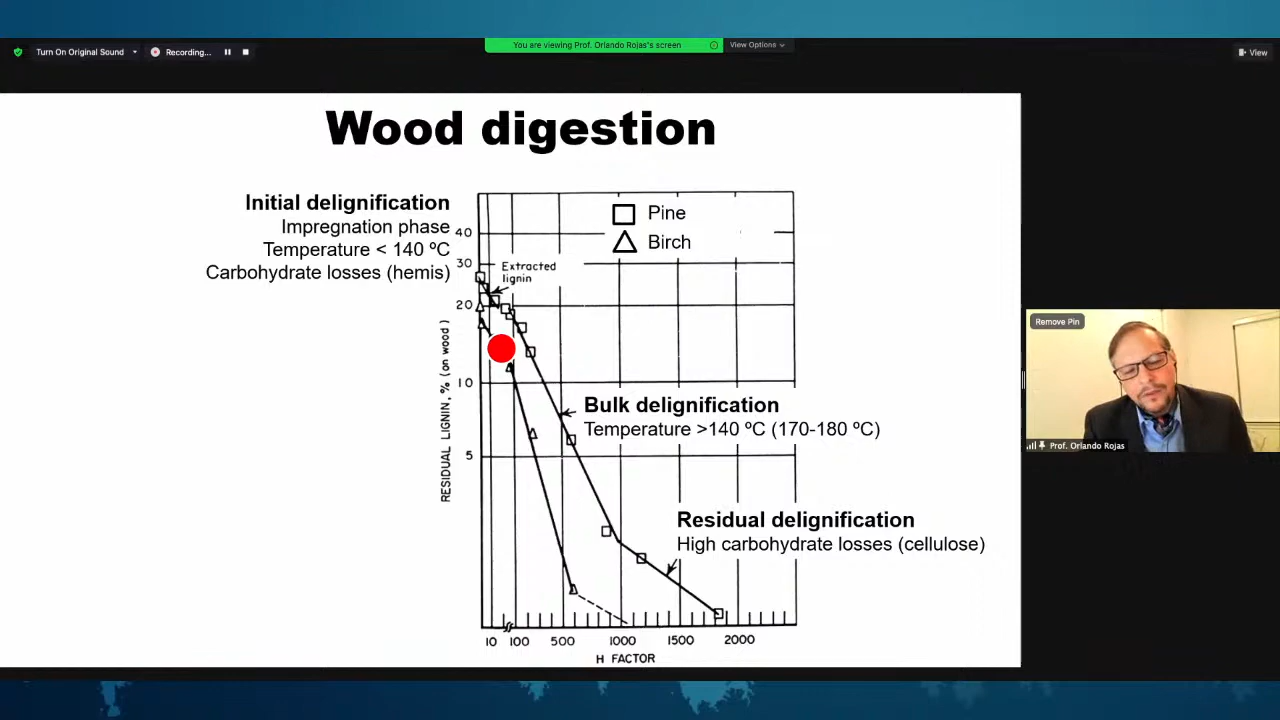 Turn On Original Sound
Recording...
You are viewing Prof. Orlando Rojas's screen
View Options
View
Wood digestion
Initial delignification
Impregnation phase
Temperature < 140 ºC
Carbohydrate losses (hemis)
Pine
Birch
Extracted
lignin
40
30
20
10
5
RESIDUAL LIGNIN, % (on wood)
Bulk delignification
Temperature >140 ºC (170-180 ºC)
Residual delignification
High carbohydrate losses (cellulose)
10 100 500 1000 1500 2000
H FACTOR
Remove Pin
Prof. Orlando Rojas